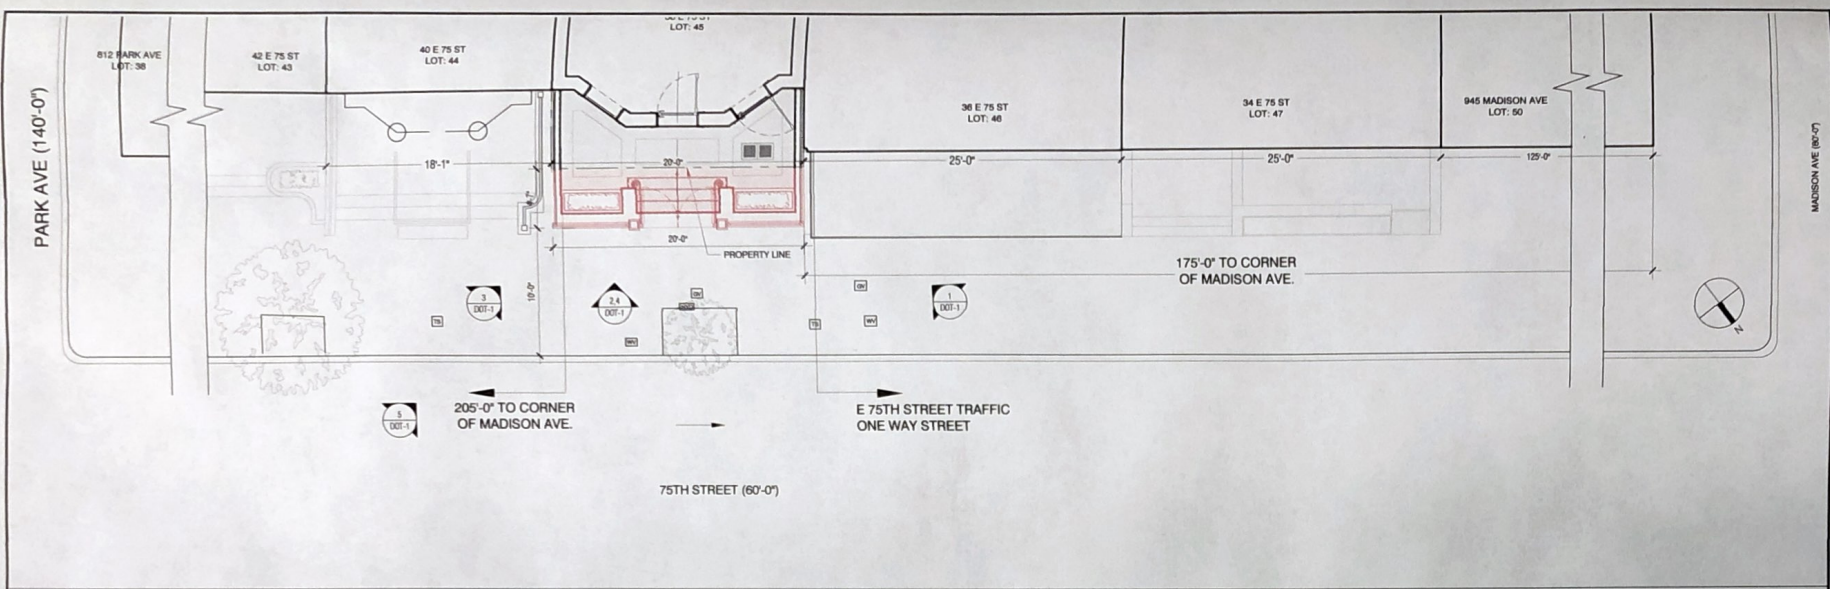 LOT: 45
812 PARK AVE
LOT: 38
42 E 75 ST
LOT: 43
40 E 75 ST
LOT: 44
36 E 75 ST
LOT: 46
34 E 75 ST
LOT: 47
945 MADISON AVE
LOT: 50
PARK AVE (140'-0")
MADISON AVE (80'-0")
18'-1"
20'-0"
25'-0"
25'-0"
125'-0"
20'-0"
PROPERTY LINE
175'-0" TO CORNER
OF MADISON AVE.
10'-0"
3
DOT-1
2,4
DOT-1
1
DOT-1
GV
GV
TS
TS
WV
WV
N
5
DOT-1
205'-0" TO CORNER
OF MADISON AVE.
E 75TH STREET TRAFFIC
ONE WAY STREET
75TH STREET (60'-0")